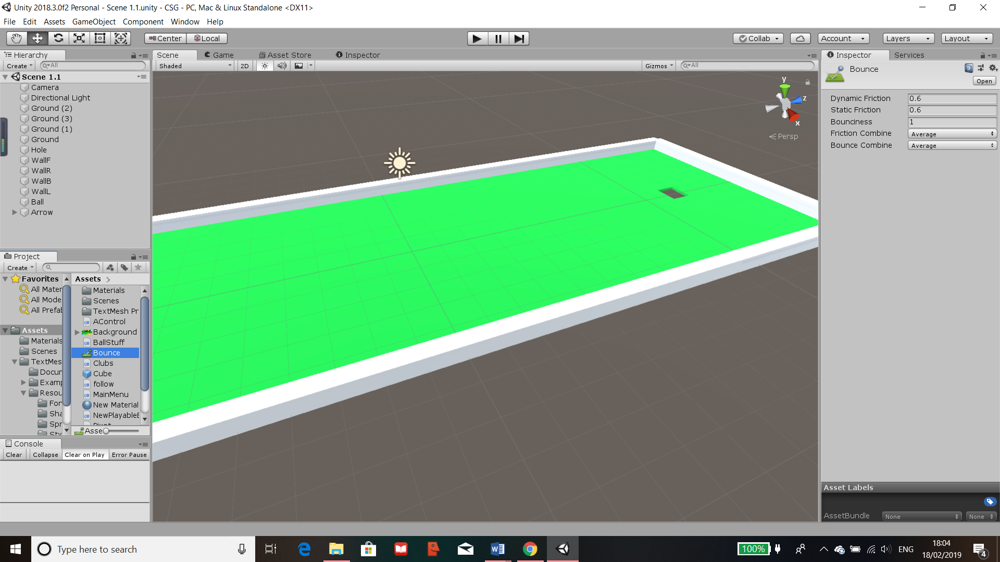 Unity 2018.3.0f2 Personal - Scene 1.1.unity - CSG - PC, Mac & Linux Standalone <DX11>
File Edit Assets GameObject Component Window Help
Center Local
Collab Account Layers Layout
Hierarchy
Create All
Scene 1.1
Camera
Directional Light
Ground (2)
Ground (3)
Ground (1)
Ground
Hole
WallF
WallR
WallB
WallL
Ball
Arrow
Project
Create
Favorites
All Mater
All Mode
All Prefab
Assets
Materials
Scenes
TextMes
Docun
Examp
Resou
For
Sha
Spr
Sty
Assets
Materials
Scenes
TextMesh Pr
AControl
Background
BallStuff
Bounce
Clubs
Cube
follow
MainMenu
New Material
NewPlayableE
Pivot
Asse
Console
Clear Collapse Clear on Play Error Pause
Scene Game Asset Store Inspector
Shaded 2D Gizmos All
y
z
x
Persp
Inspector Services
Bounce
Open
Dynamic Friction 0.6
Static Friction 0.6
Bounciness 1
Friction Combine Average
Bounce Combine Average
Asset Labels
AssetBundle None None
Type here to search
100% ENG
18:04
18/02/2019
4